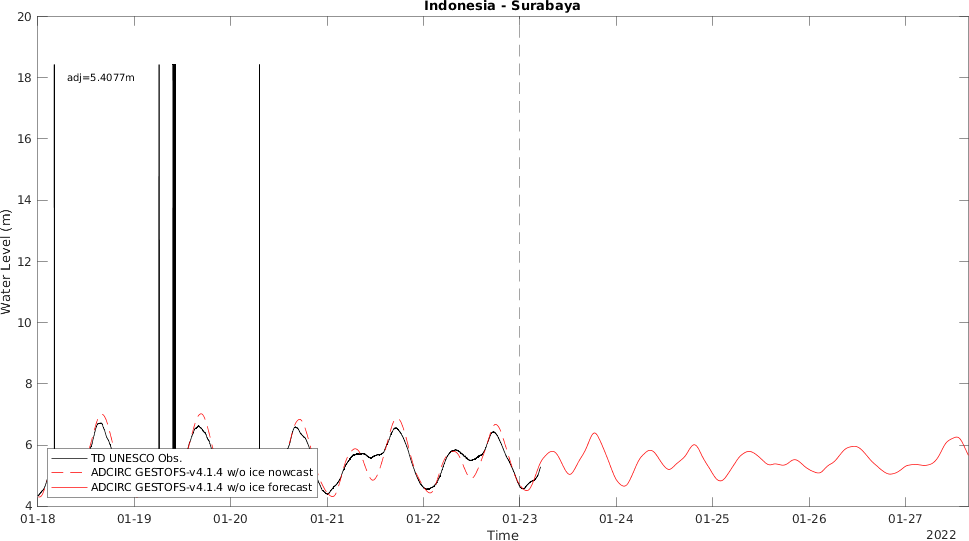 Indonesia - Surabaya
20
18
16
14
12
10
8
6
4
Water Level (m)
adj=5.4077m
TD UNESCO Obs.
ADCIRC GESTOFS-v4.1.4 w/o ice nowcast
ADCIRC GESTOFS-v4.1.4 w/o ice forecast
01-18 01-19 01-20 01-21 01-22 01-23 01-24 01-25 01-26 01-27
Time
2022